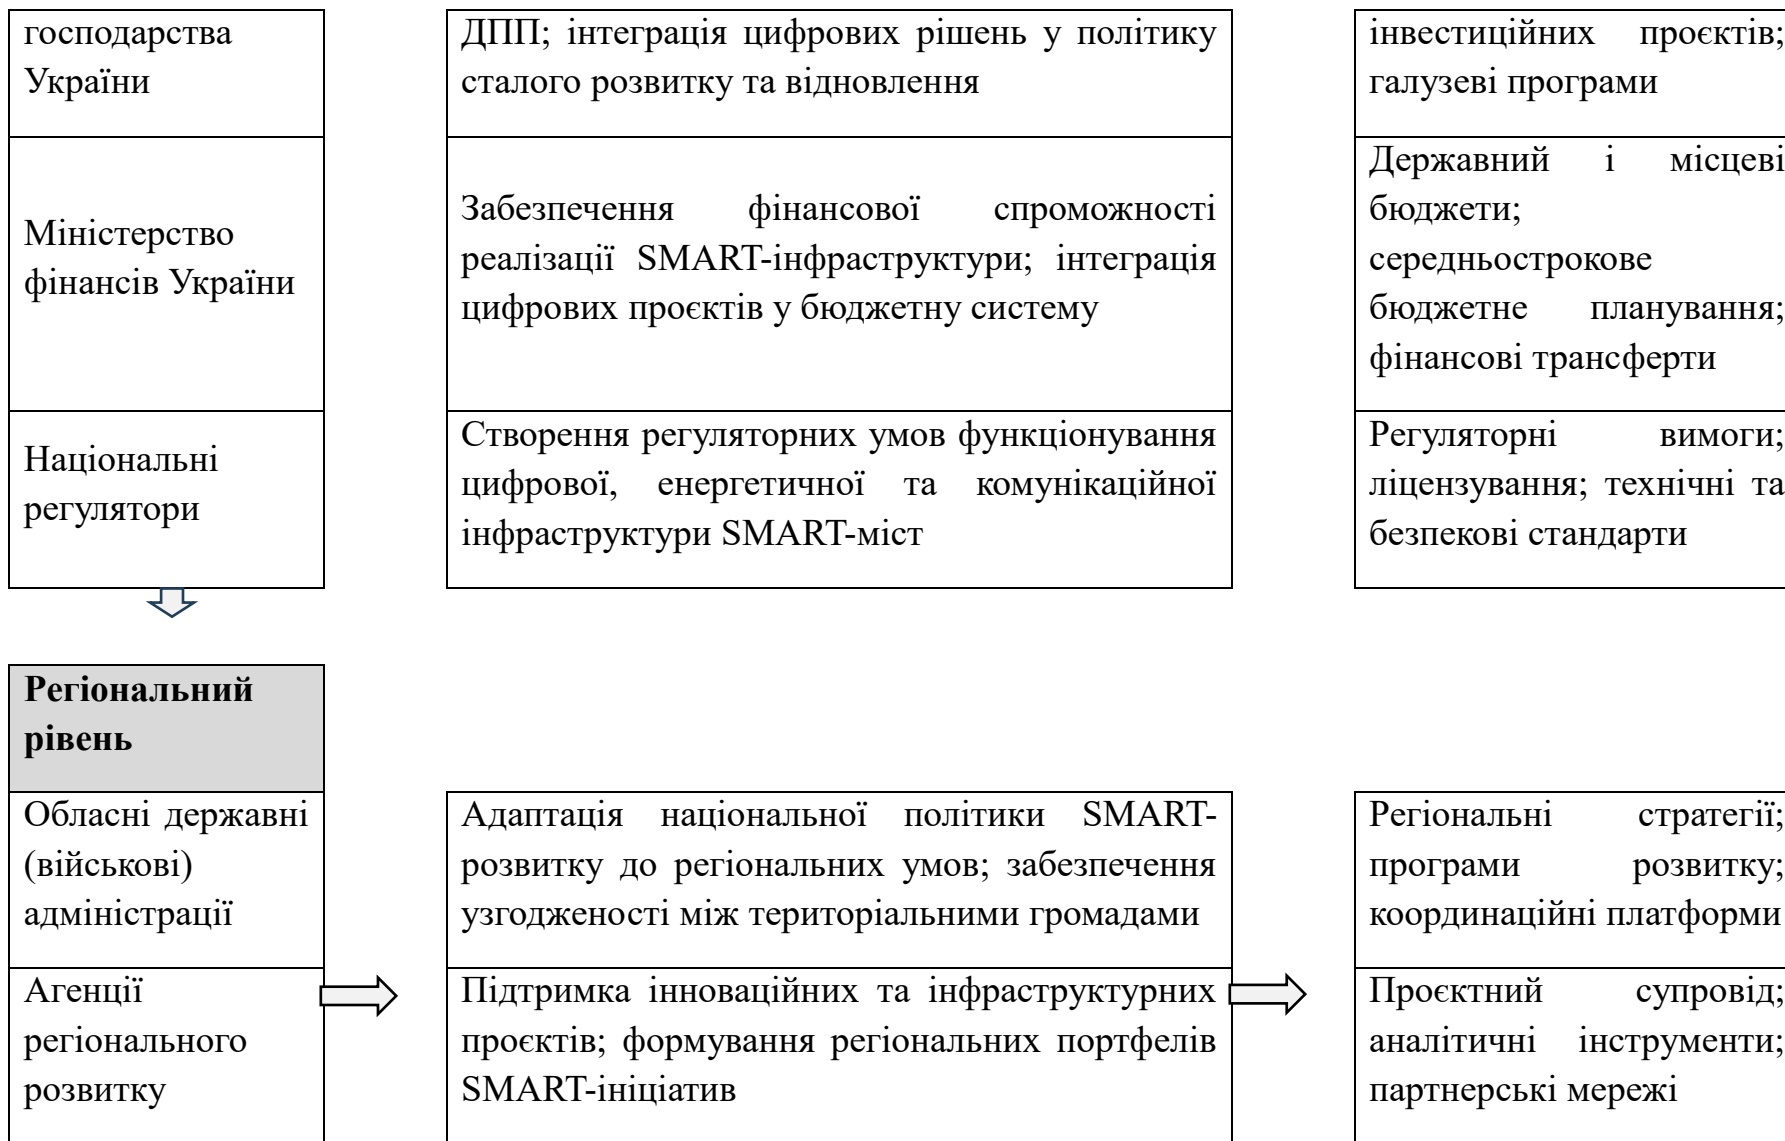 господарства
України
ДПП; інтеграція цифрових рішень у політику
сталого розвитку та відновлення
інвестиційних проєктів;
галузеві програми
Міністерство
фінансів України
Забезпечення фінансової спроможності
реалізації SMART-інфраструктури; інтеграція
цифрових проєктів у бюджетну систему
Державний і місцеві
бюджети;
середньострокове
бюджетне планування;
фінансові трансферти
Національні
регулятори
Створення регуляторних умов функціонування
цифрової, енергетичної та комунікаційної
інфраструктури SMART-міст
Регуляторні вимоги;
ліцензування; технічні та
безпекові стандарти
Регіональний
рівень
Обласні державні
(військові)
адміністрації
Адаптація національної політики SMART-
розвитку до регіональних умов; забезпечення
узгодженості між територіальними громадами
Регіональні стратегії;
програми розвитку;
координаційні платформи
Агенції
регіонального
розвитку
Підтримка інноваційних та інфраструктурних
проєктів; формування регіональних портфелів
SMART-ініціатив
Проєктний супровід;
аналітичні інструменти;
партнерські мережі